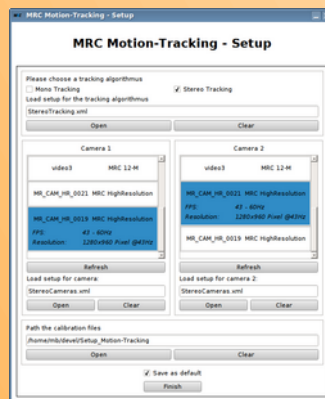 MRC Motion-Tracking - Setup
MRC Motion-Tracking - Setup
Please choose a tracking algorithmus
Mono Tracking
Stereo Tracking
Load setup for the tracking algorithmus
StereoTracking.xml
Open
Clear
Camera 1
video3 MRC 12-M
MR_CAM_HR_0021 MRC HighResolution
MR_CAM_HR_0019 MRC HighResolution
FPS: 43 - 60Hz
Resolution: 1280x960 Pixel @43Hz
Refresh
Load setup for camera:
StereoCameras.xml
Open
Clear
Camera 2
video3 MRC 12-M
MR_CAM_HR_0021 MRC HighResolution
FPS: 43 - 60Hz
Resolution: 1280x960 Pixel @43Hz
MR_CAM_HR_0019 MRC HighResolution
Refresh
Load setup for camera 2:
StereoCameras.xml
Open
Clear
Path the calibration files
/home/mb/devel/Setup_Motion-Tracking
Open
Clear
Save as default
Finish